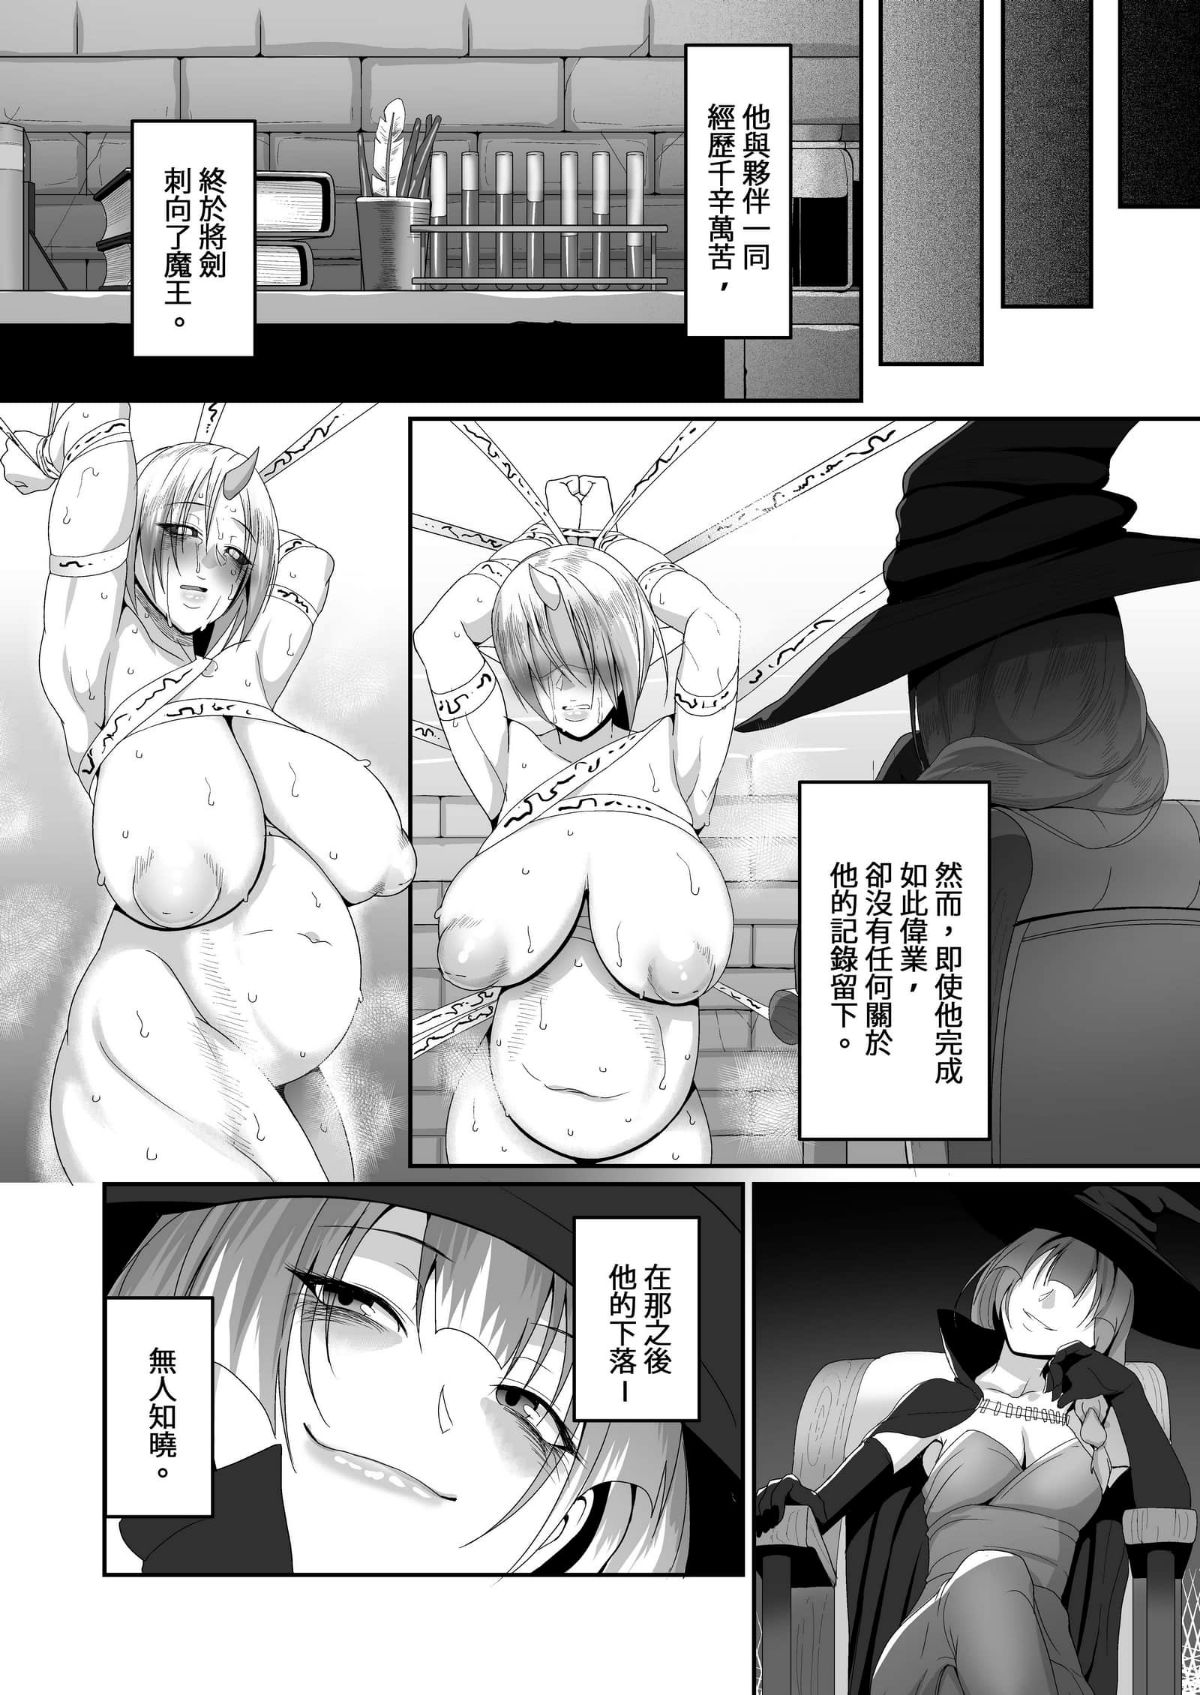 他與夥伴一同
經歷千辛萬苦，
終於將劍
刺向了魔王。
然而，即使他完成
如此偉業，
卻沒有任何關於
他的記錄留下。
在那之後
他的下落—
無人知曉。